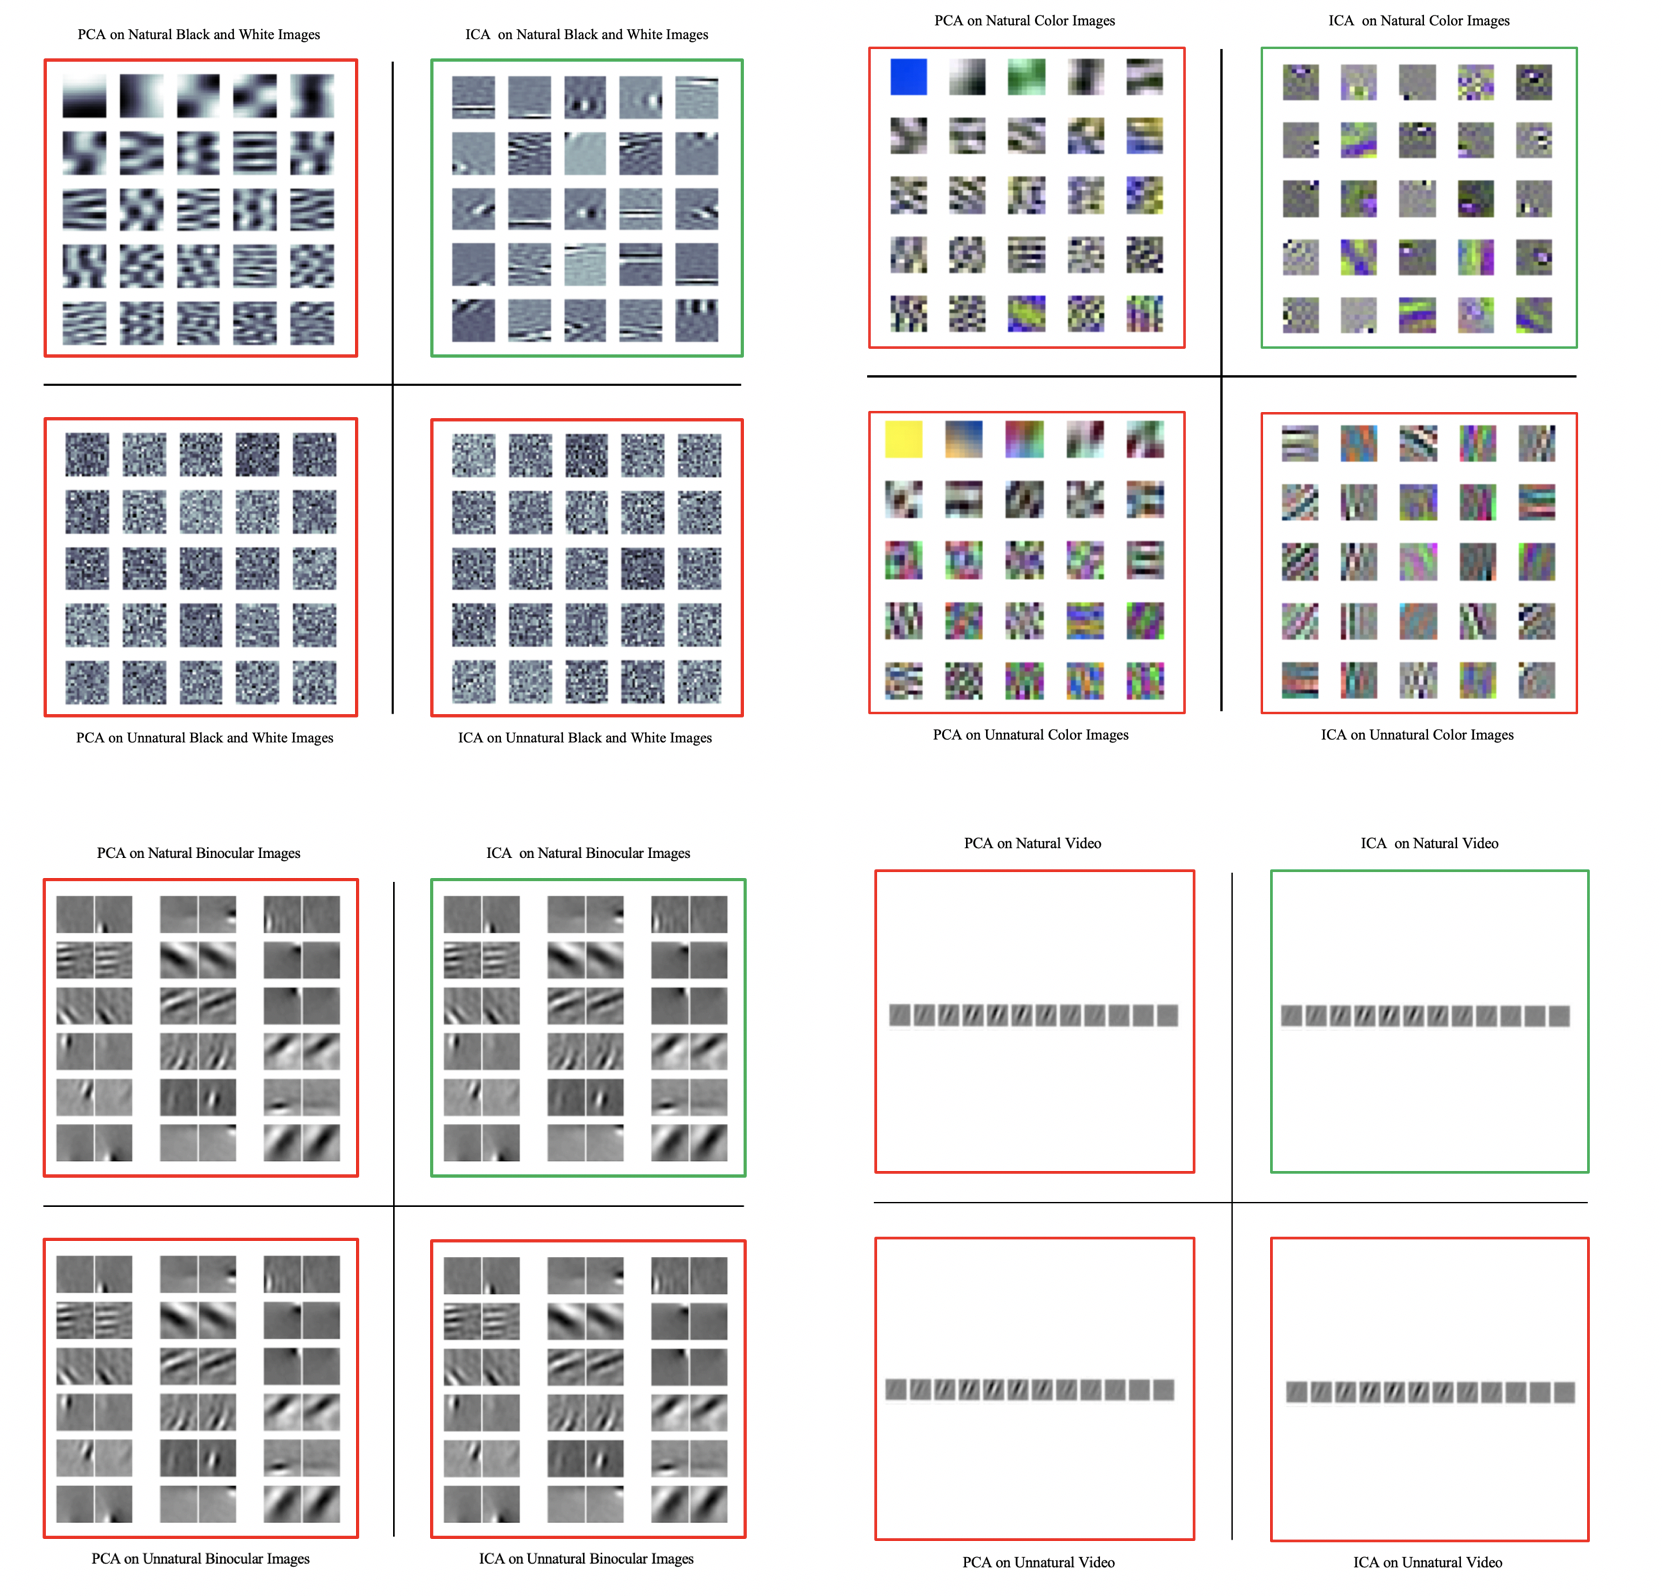 PCA on Natural Black and White Images
ICA on Natural Black and White Images
PCA on Unnatural Black and White Images
ICA on Unnatural Black and White Images
PCA on Natural Color Images
ICA on Natural Color Images
PCA on Unnatural Color Images
ICA on Unnatural Color Images
PCA on Natural Binocular Images
ICA on Natural Binocular Images
PCA on Unnatural Binocular Images
ICA on Unnatural Binocular Images
PCA on Natural Video
ICA on Natural Video
PCA on Unnatural Video
ICA on Unnatural Video